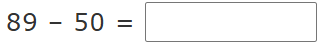 89 − 50 =